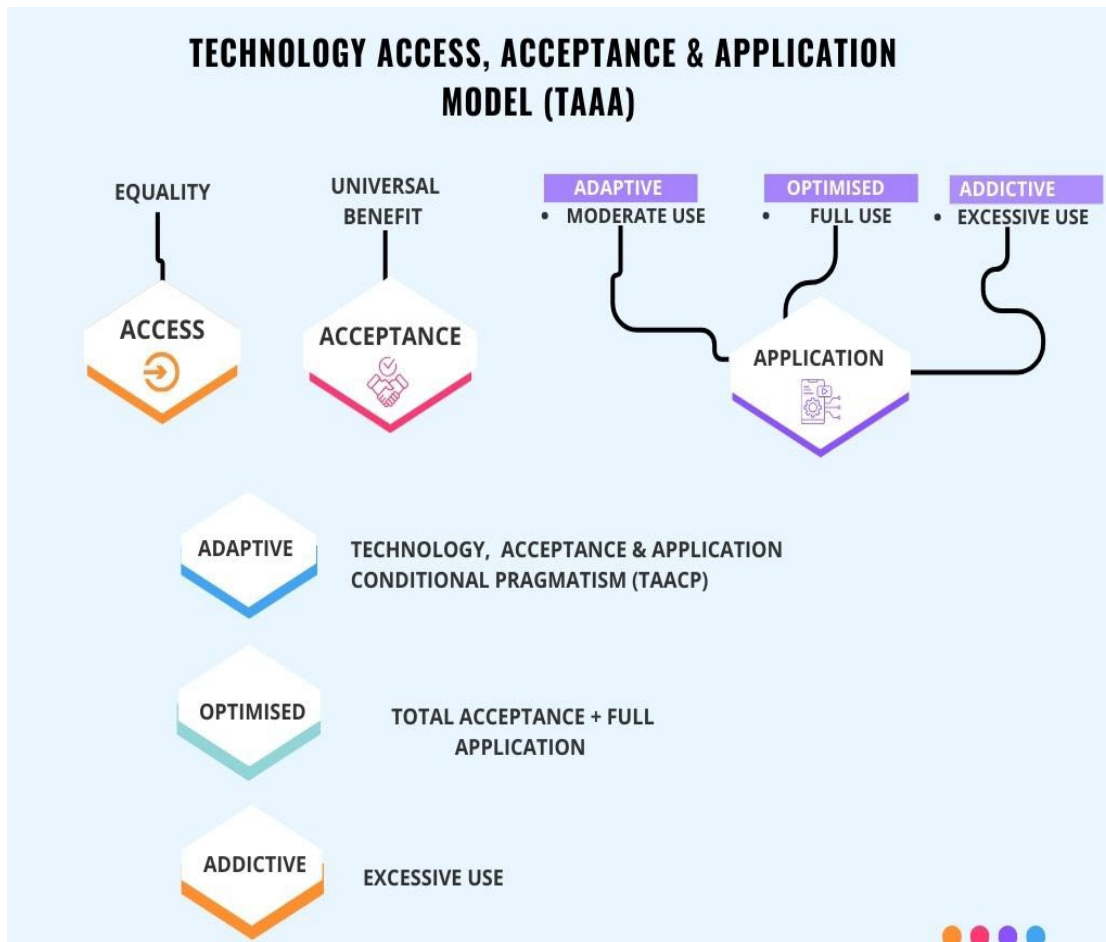 TECHNOLOGY ACCESS, ACCEPTANCE & APPLICATION
MODEL (TAAA)
EQUALITY
UNIVERSAL
BENEFIT
ADAPTIVE
• MODERATE USE
OPTIMISED
• FULL USE
ADDICTIVE
• EXCESSIVE USE
ACCESS
ACCEPTANCE
APPLICATION
ADAPTIVE
TECHNOLOGY, ACCEPTANCE & APPLICATION
CONDITIONAL PRAGMATISM (TAACP)
OPTIMISED
TOTAL ACCEPTANCE + FULL
APPLICATION
ADDICTIVE
EXCESSIVE USE